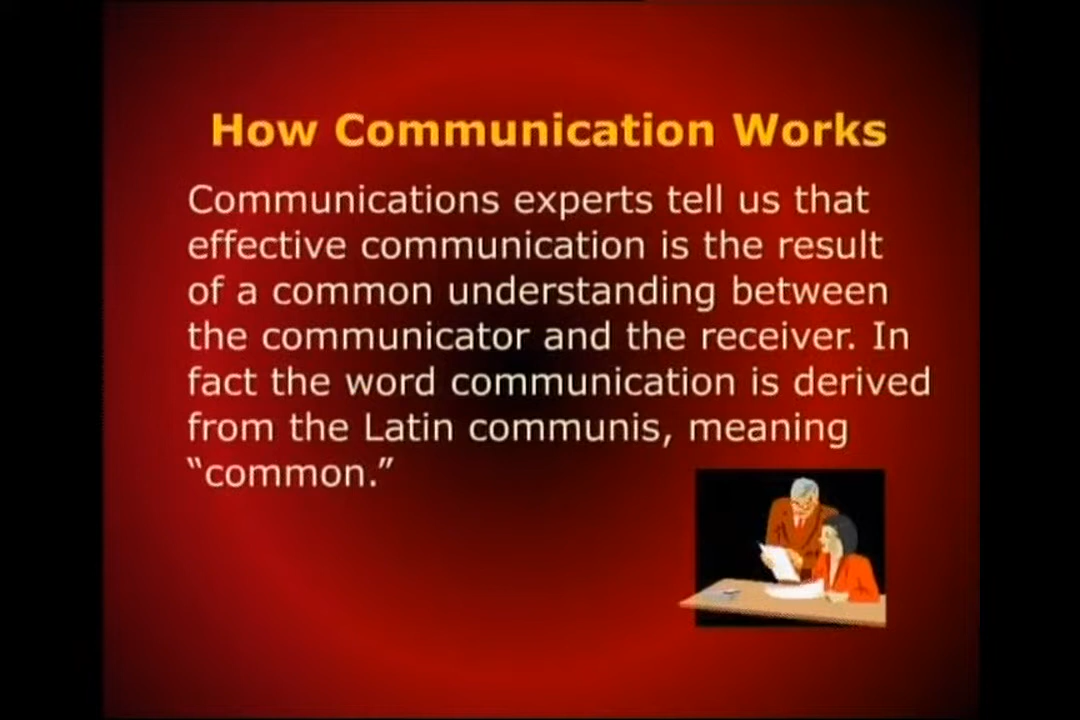 How Communication Works
Communications experts tell us that
effective communication is the result
of a common understanding between
the communicator and the receiver. In
fact the word communication is derived
from the Latin communis, meaning
“common.”